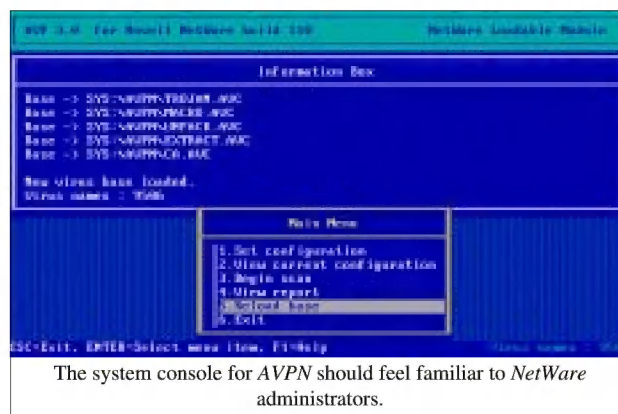 AVP 3.0 for Novell NetWare build 130 NetWare Loadable Module
Information Box
Base -> SYS:\AVPN\TROJAN.AVC
Base -> SYS:\AVPN\MACRO.AVC
Base -> SYS:\AVPN\UNPACK.AVC
Base -> SYS:\AVPN\EXTRACT.AVC
Base -> SYS:\AVPN\CA.AVC
New virus base loaded.
Virus names :
Main Menu
1.Set configuration
2.View current configuration
3.Begin scan
4.View report
5.Reload base
6.Exit
ESC-Exit. ENTER-Select menu item. F1-Help Virus names :
The system console for AVPN should feel familiar to NetWare
administrators.